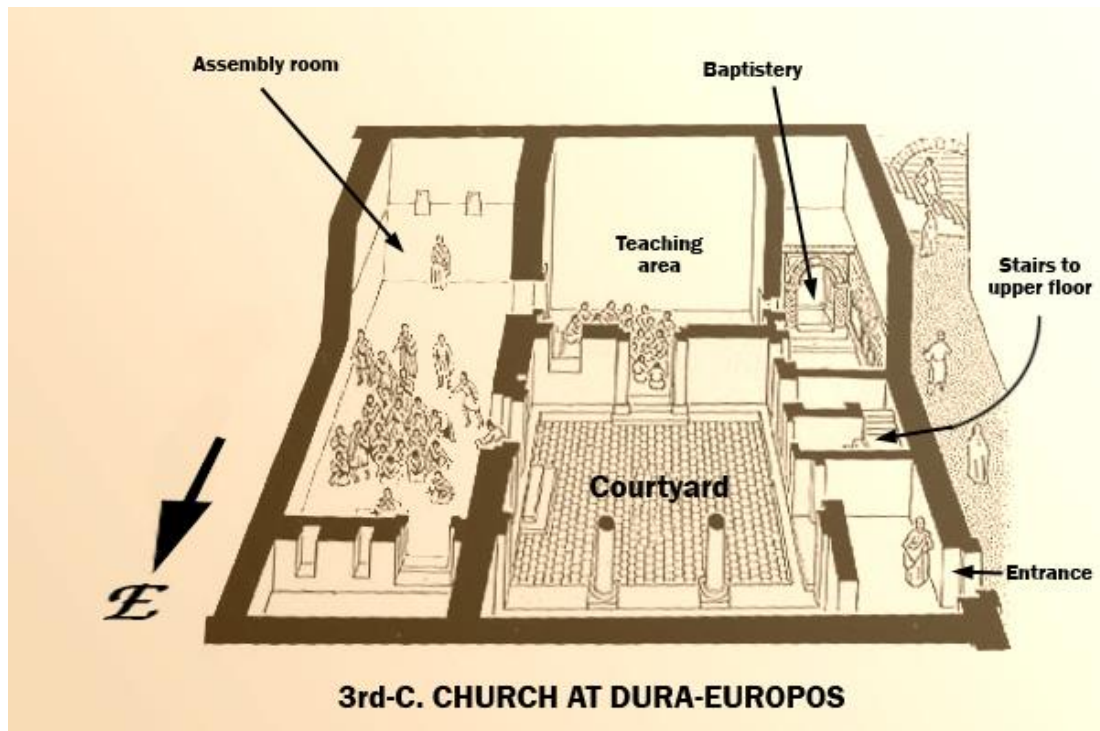 Assembly room
Baptistery
Teaching
area
Stairs to
upper floor
Courtyard
Entrance
E
3rd-C. CHURCH AT DURA-EUROPOS